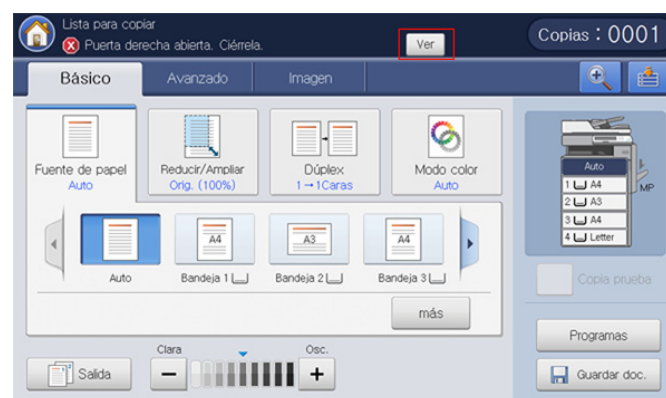 Lista para copiar
Puerta derecha abierta. Ciérrela.
Ver
Copias : 0001
Básico
Avanzado
Imagen
Fuente de papel
Auto
Reducir/Ampliar
Orig. (100%)
Dúplex
1→1Caras
Modo color
Auto
Auto
A4
Bandeja 1
A3
Bandeja 2
A4
Bandeja 3
más
Salida
Clara
Osc.
Auto
1 A4
2 A3
3 A4
4 Letter
MP
Copia prueba
Programas
Guardar doc.